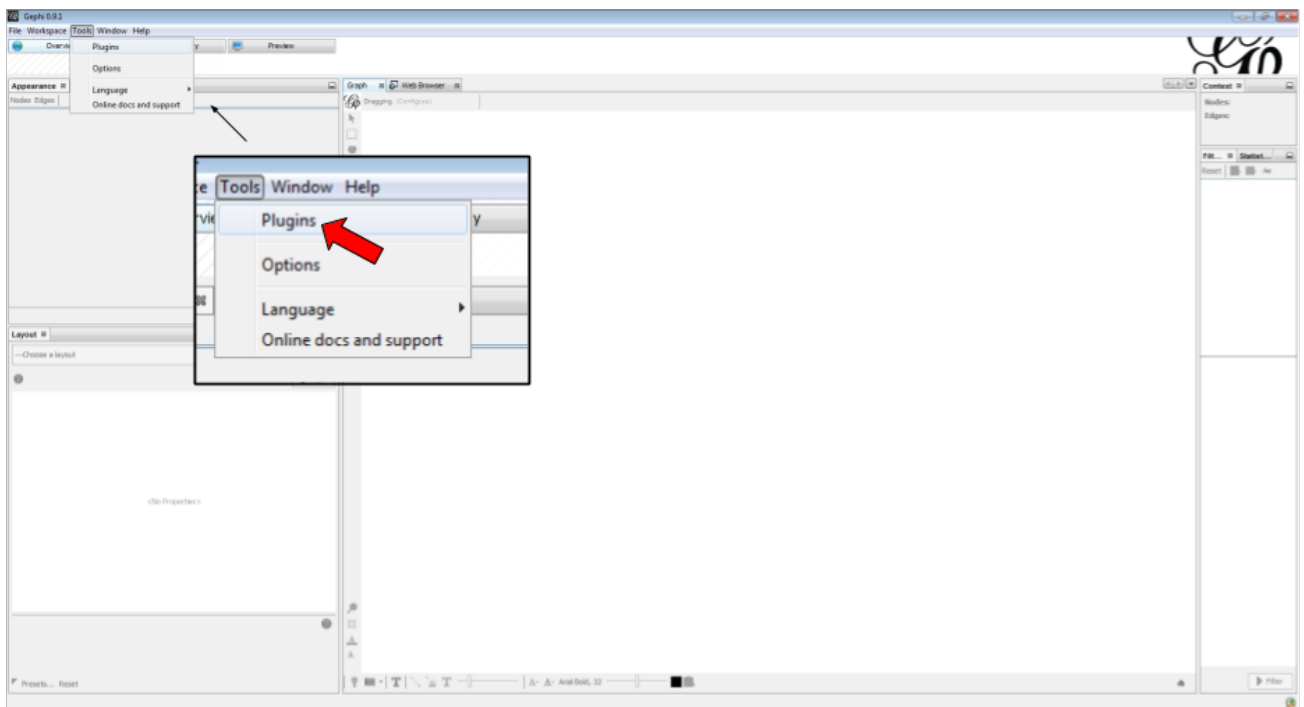 Gephi 0.9.1
File Workspace Tools Window Help
Plugins
Preview
Options
Language
Online docs and support
Appearance
Nodes Edges
Graph
Web Browser
Dragging (Configure)
Context
Nodes:
Edges:
Filt... Statist...
Reset
Tools Window Help
Plugins
y
Options
Language
Online docs and support
Layout
---Choose a layout
<No Properties>
Presets... Reset
T
T
A- A- Arial Bold, 32
Filter